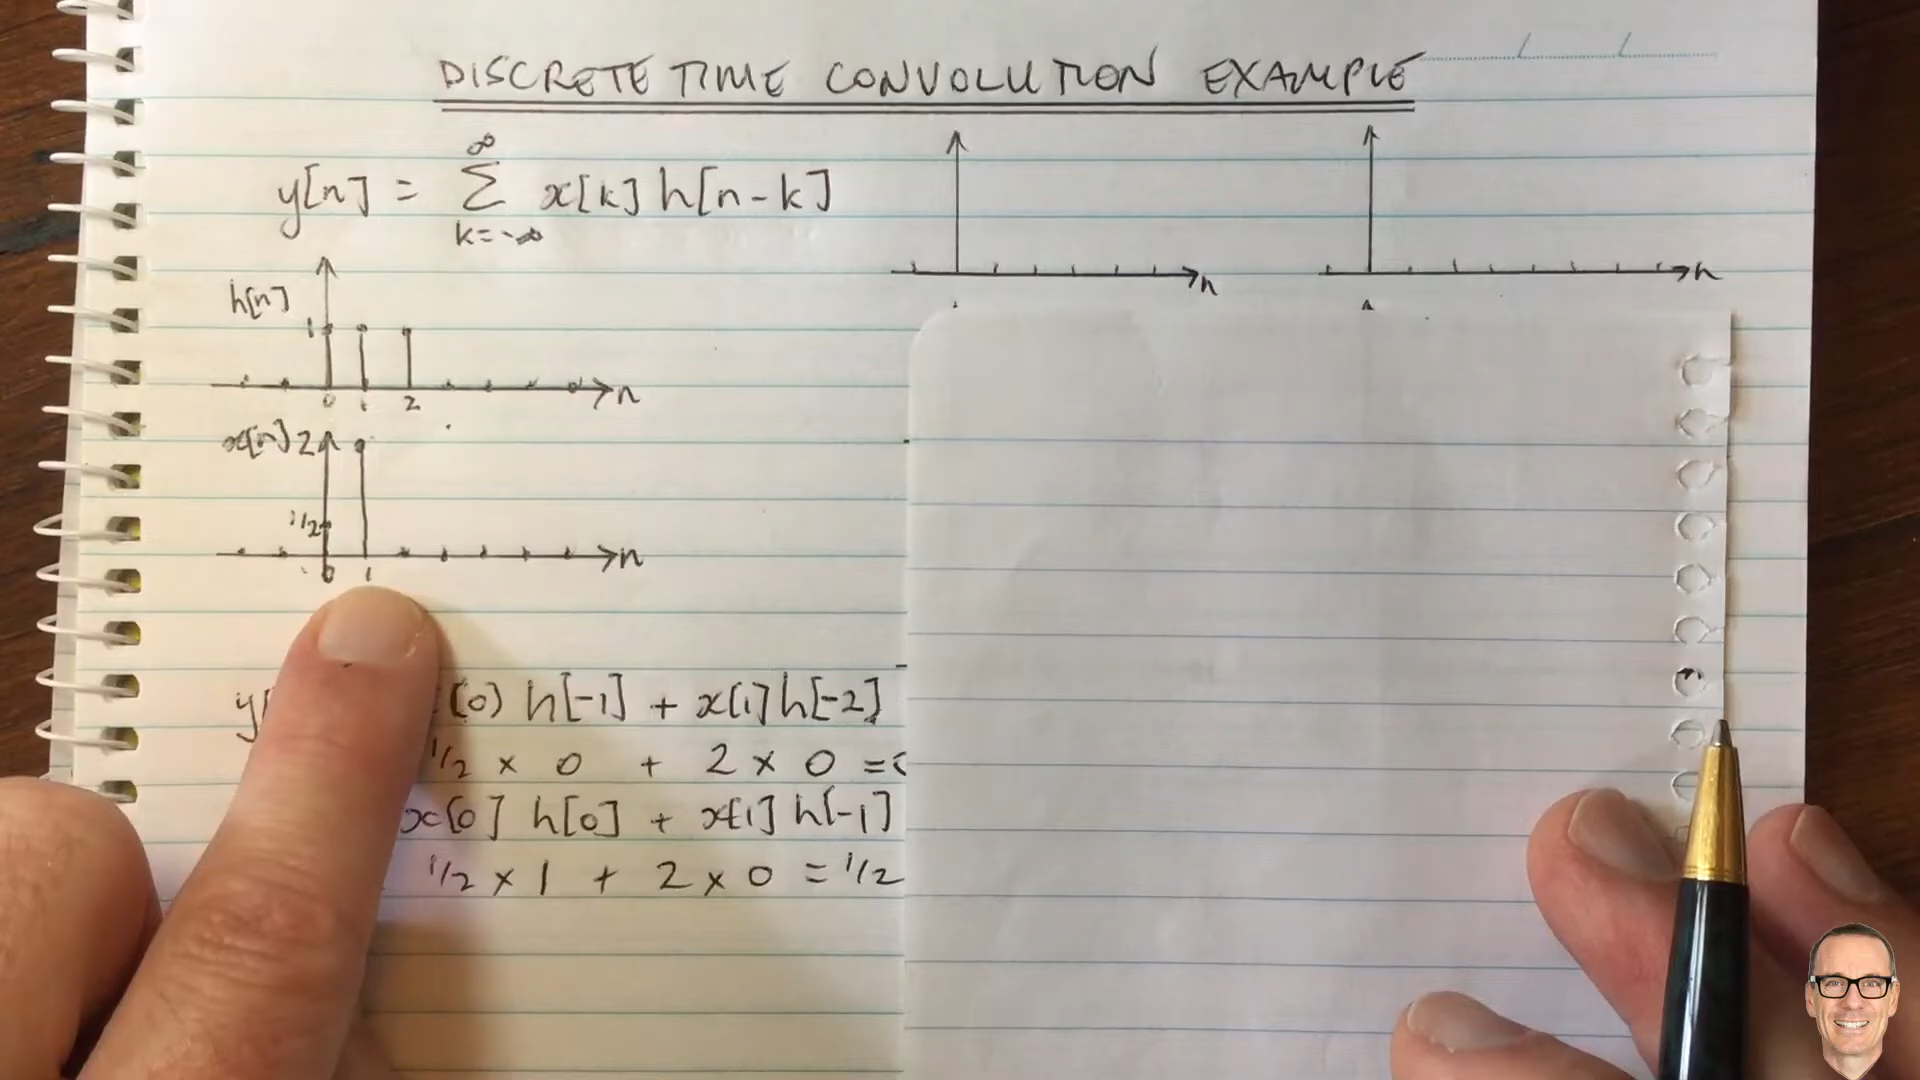 DISCRETE TIME CONVOLUTION EXAMPLE
y[n] = ∞ Σ k=-∞ x[k] h[n-k]
n
n
h[n]
1
0 1 2
n
x[n] 2
1/2
0 1
n
y[ (0) h[-1] + x[1] h[-2]
1/2 × 0 + 2 × 0 =
x[0] h[0] + x[1] h[-1]
1/2 × 1 + 2 × 0 = 1/2